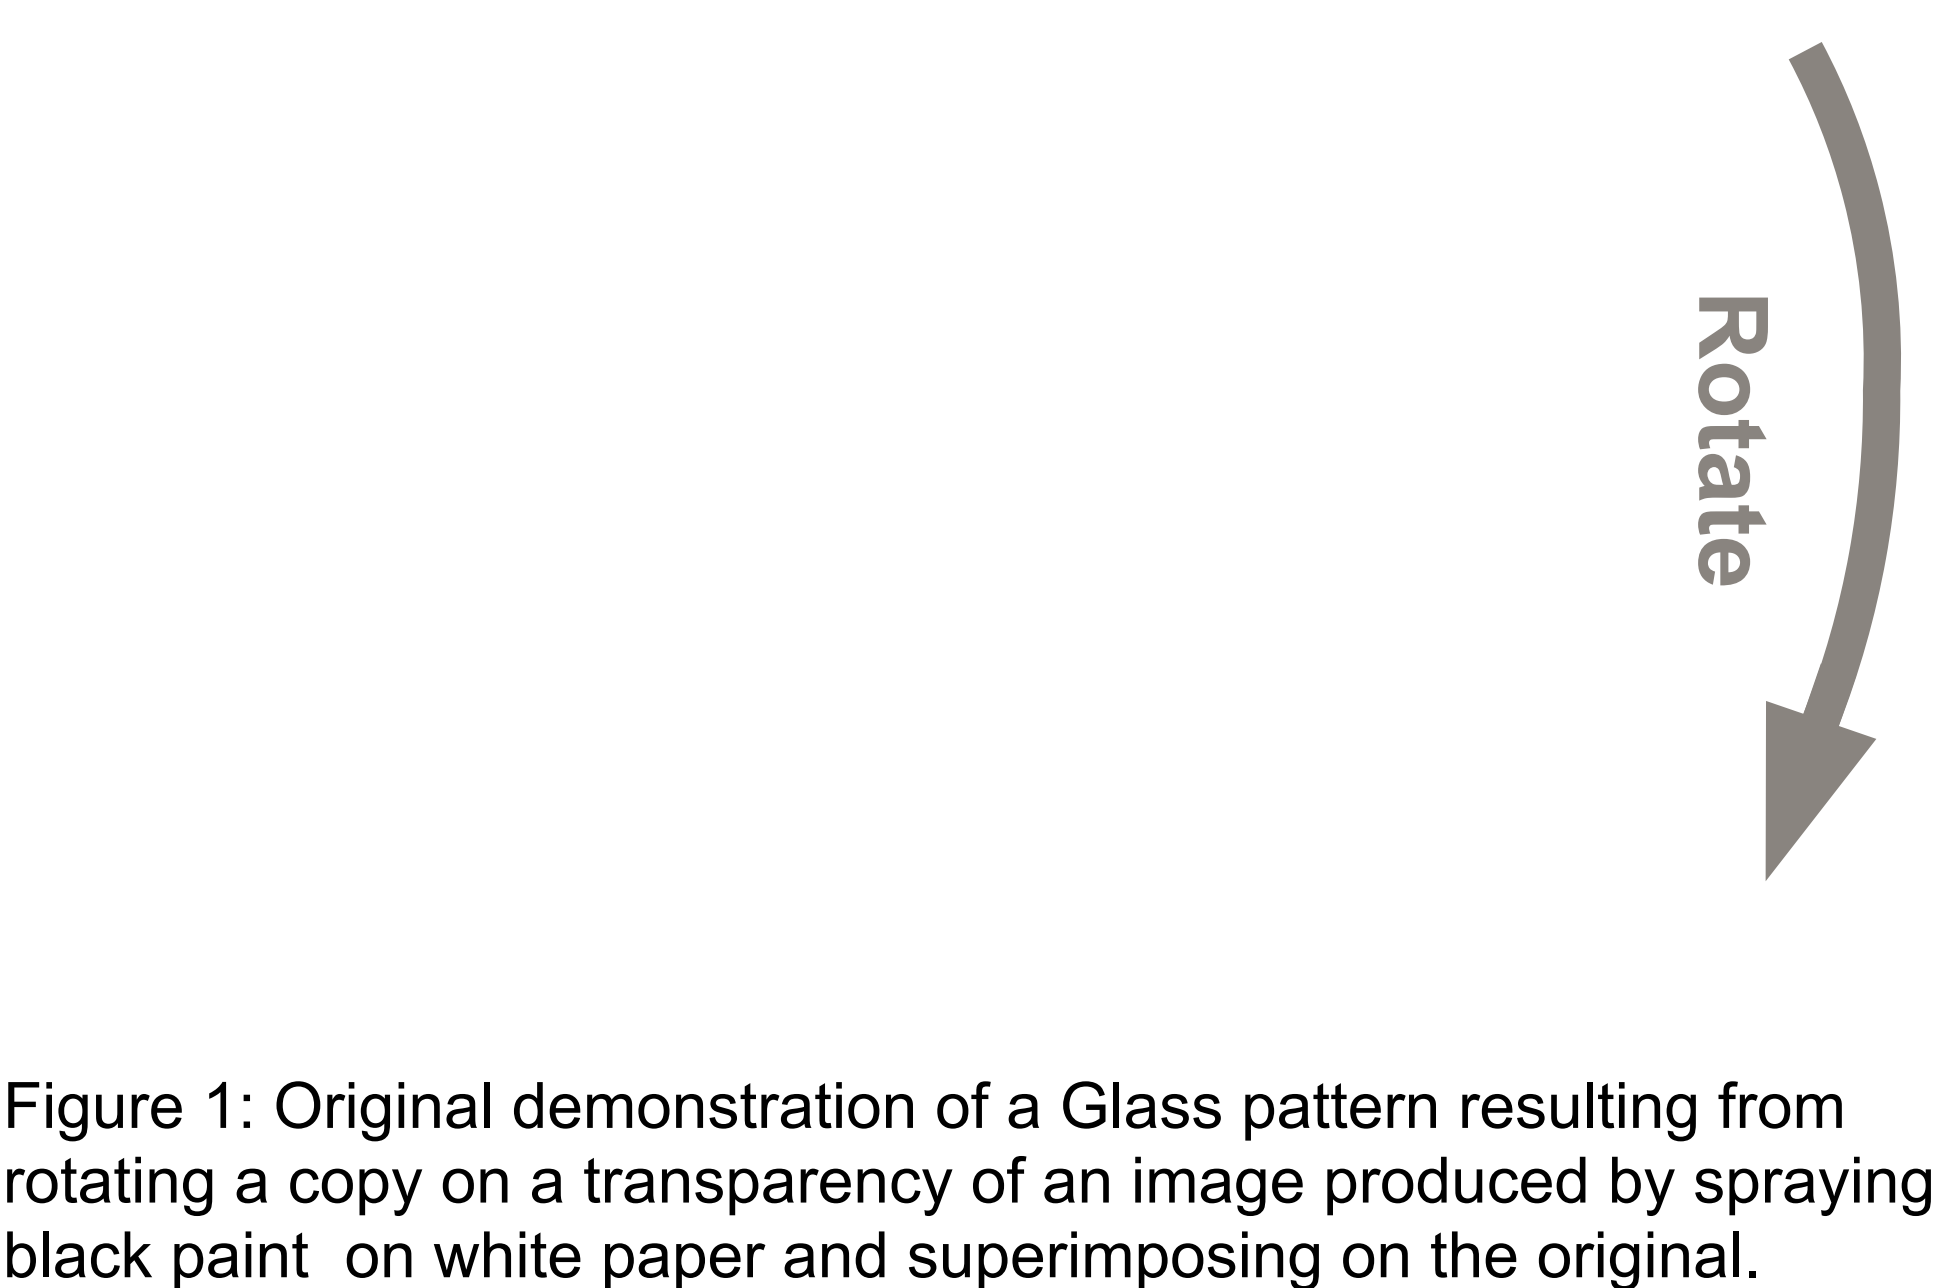 Rotate
Figure 1: Original demonstration of a Glass pattern resulting from
rotating a copy on a transparency of an image produced by spraying
black paint  on white paper and superimposing on the original.